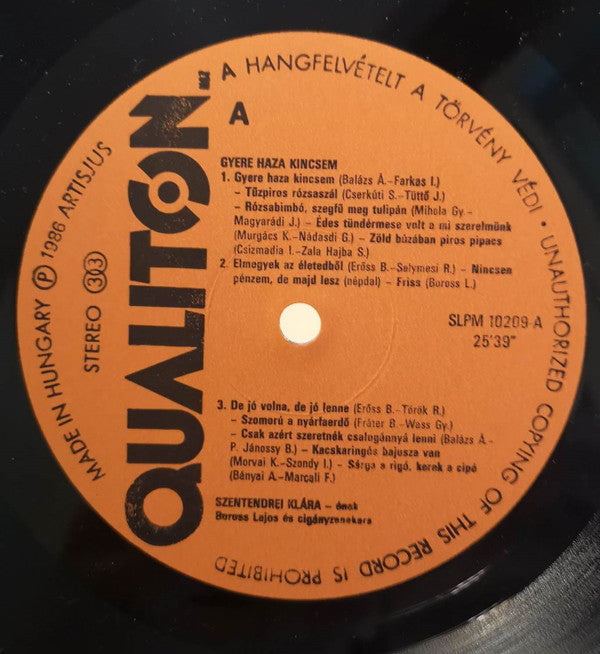 A HANGFELVÉTELT A TÖRVÉNY VÉDI • UNAUTHORIZED COPYING OF THIS RECORD IS PROHIBITED
MADE IN HUNGARY Ⓟ 1986 ARTISJUS
STEREO 33
QUALITON
A
GYERE HAZA KINCSEM
1. Gyere haza kincsem (Balázs Á.-Farkas I.)
– Tűzpiros rózsaszál (Cserkúti S.-Tüttő J.)
– Rózsabimbó, szegfű meg tulipán (Mihola Gy.-
Magyarádi J.) – Édes tündérmese volt a mi szerelmünk
(Murgács K.-Nádasdi G.) – Zöld búzában piros pipacs
(Csizmadia I.-Zala Hajba S.)
2. Elmegyek az életedből (Erőss B.-Solymosi R.) – Nincsen
pénzem, de majd lesz (népdal) – Friss (Boross L.)
SLPM 10209-A
25'39"
3. De jó volna, de jó lenne (Erőss B.-Török R.)
– Szomorú a nyárfaerdő (Fráter B.-Wass Gy.)
– Csak azért szeretnék csalogánnyá lenni (Balázs Á.-
P. Jánossy B.) – Kacskaringós bajusza van
(Morvai K.-Szondy I.) – Sárga a rigó, kerek a cipó
(Bányai A.-Marcali F.)
SZENTENDREI KLÁRA – ének
Boross Lajos és cigányzenekara